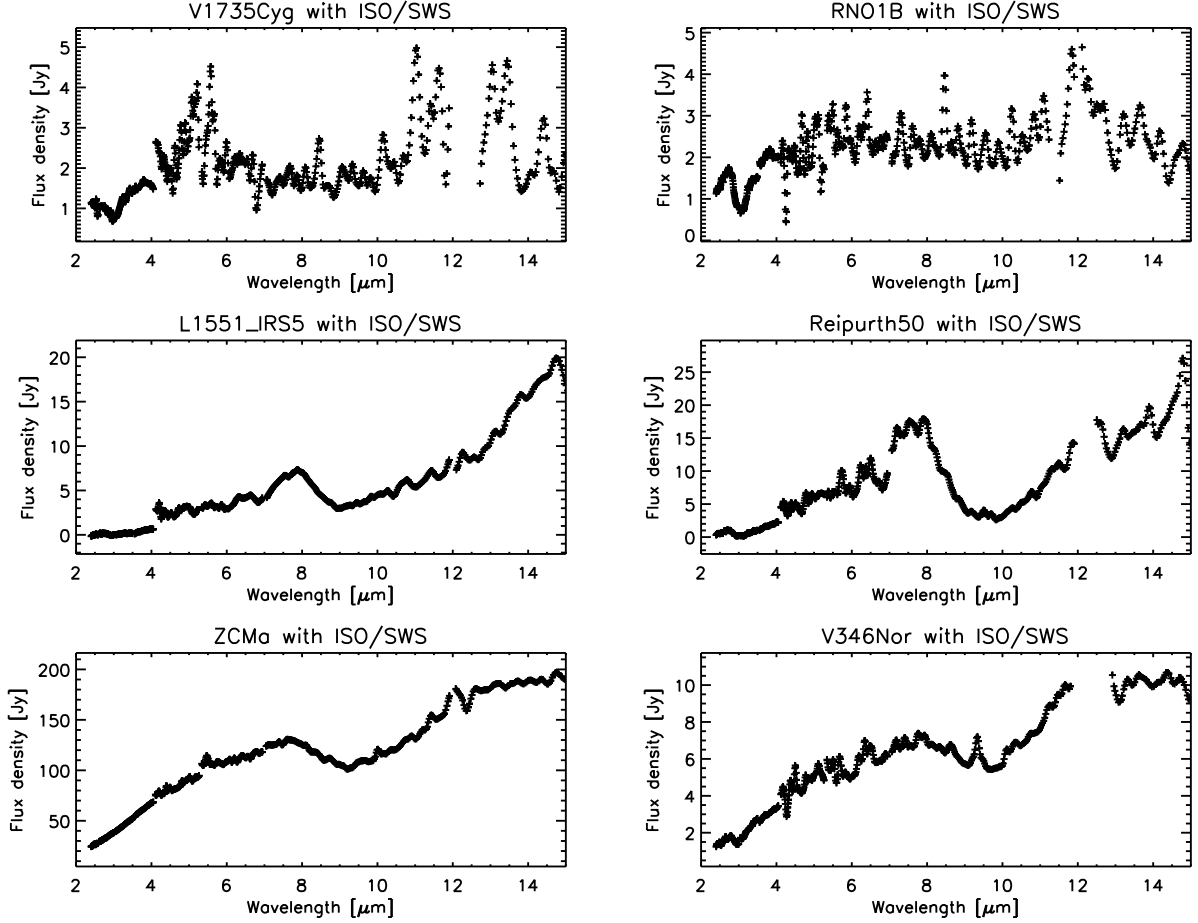 V1735Cyg with ISO/SWS
Flux density [Jy]
5
4
3
2
1
2 4 6 8 10 12 14
Wavelength [μm]
RNO1B with ISO/SWS
Flux density [Jy]
5
4
3
2
1
0
2 4 6 8 10 12 14
Wavelength [μm]
L1551_IRS5 with ISO/SWS
Flux density [Jy]
20
15
10
5
0
2 4 6 8 10 12 14
Wavelength [μm]
Reipurth50 with ISO/SWS
Flux density [Jy]
25
20
15
10
5
0
2 4 6 8 10 12 14
Wavelength [μm]
ZCMa with ISO/SWS
Flux density [Jy]
200
150
100
50
2 4 6 8 10 12 14
Wavelength [μm]
V346Nor with ISO/SWS
Flux density [Jy]
10
8
6
4
2
2 4 6 8 10 12 14
Wavelength [μm]